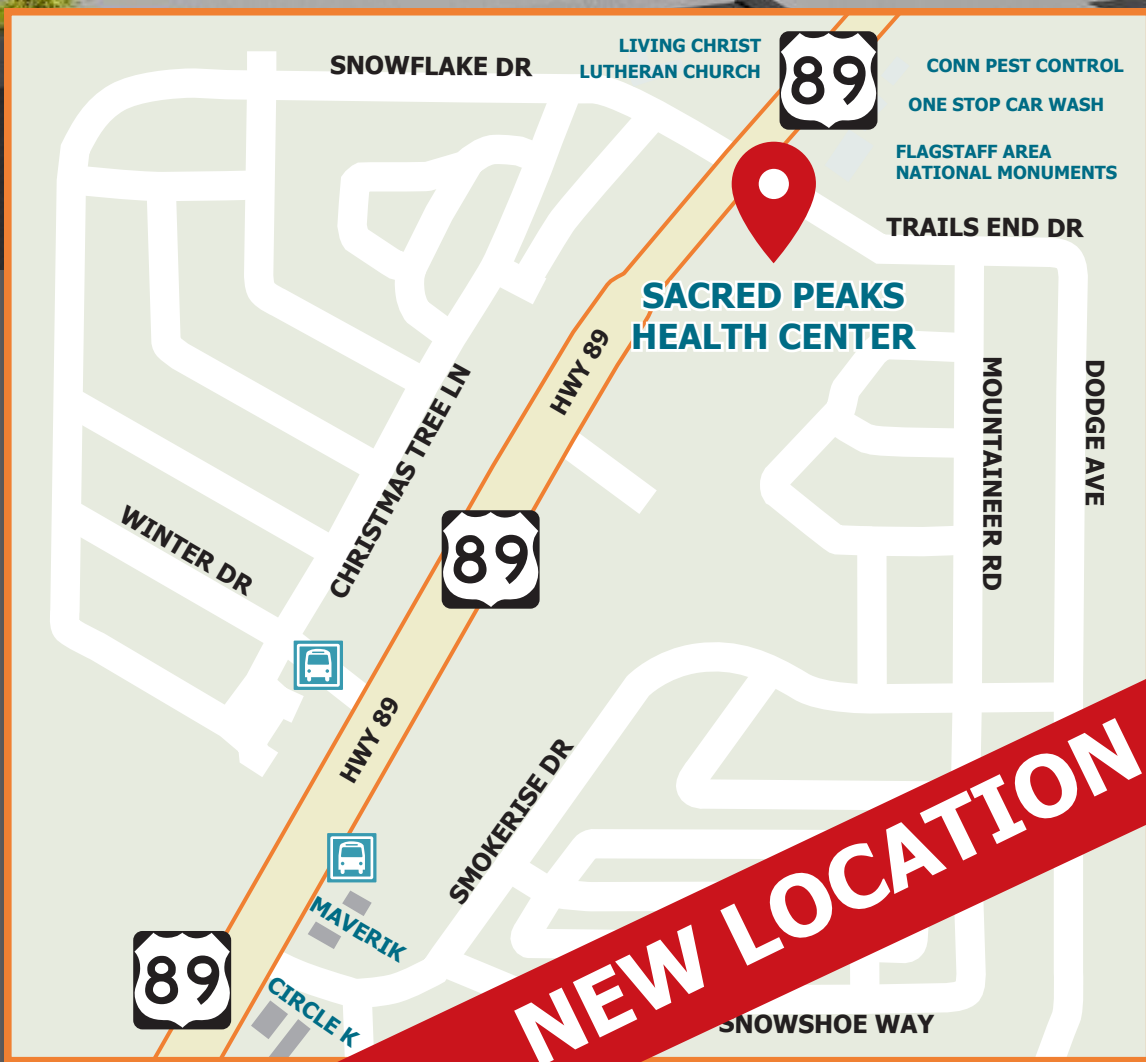 SNOWFLAKE DR
LIVING CHRIST
LUTHERAN CHURCH
89
CONN PEST CONTROL
ONE STOP CAR WASH
FLAGSTAFF AREA
NATIONAL MONUMENTS
TRAILS END DR
SACRED PEAKS
HEALTH CENTER
HWY 89
MOUNTAINEER RD
DODGE AVE
CHRISTMAS TREE LN
WINTER DR
89
HWY 89
SMOKERISE DR
MAVERIK
89
CIRCLE K
NEW LOCATION
SNOWSHOE WAY